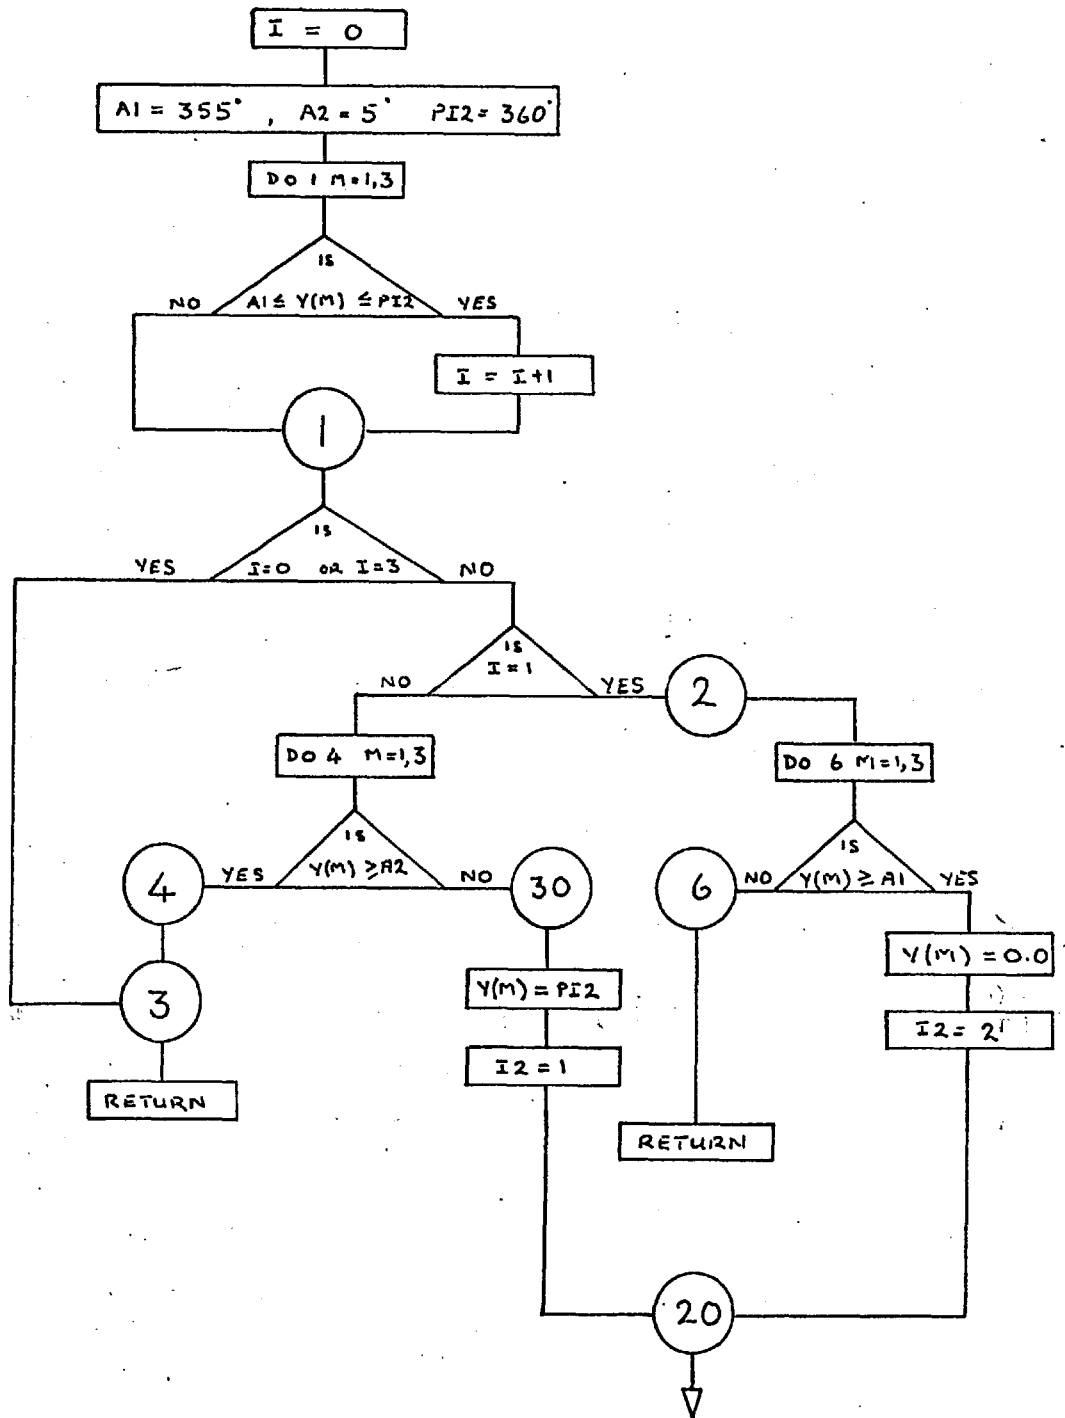 I = 0
A1 = 355° , A2 = 5° PI2 = 360°
DO 1 M=1,3
IS
A1 ≤ Y(M) ≤ PI2
NO
YES
I = I+1
1
IS
I=0 OR I=3
YES
NO
IS
I=1
NO
YES
2
DO 4 M=1,3
DO 6 M=1,3
IS
Y(M) ≥ A2
YES
NO
4
30
IS
Y(M) ≥ A1
NO
YES
6
3
Y(M) = PI2
Y(M) = 0.0
I2 = 1
I2 = 2
RETURN
RETURN
20